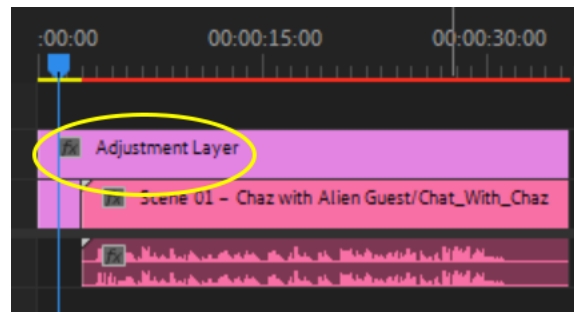 :00:00 00:00:15:00 00:00:30:00
fx Adjustment Layer
fx Scene 01 – Chaz with Alien Guest/Chat_With_Chaz
fx